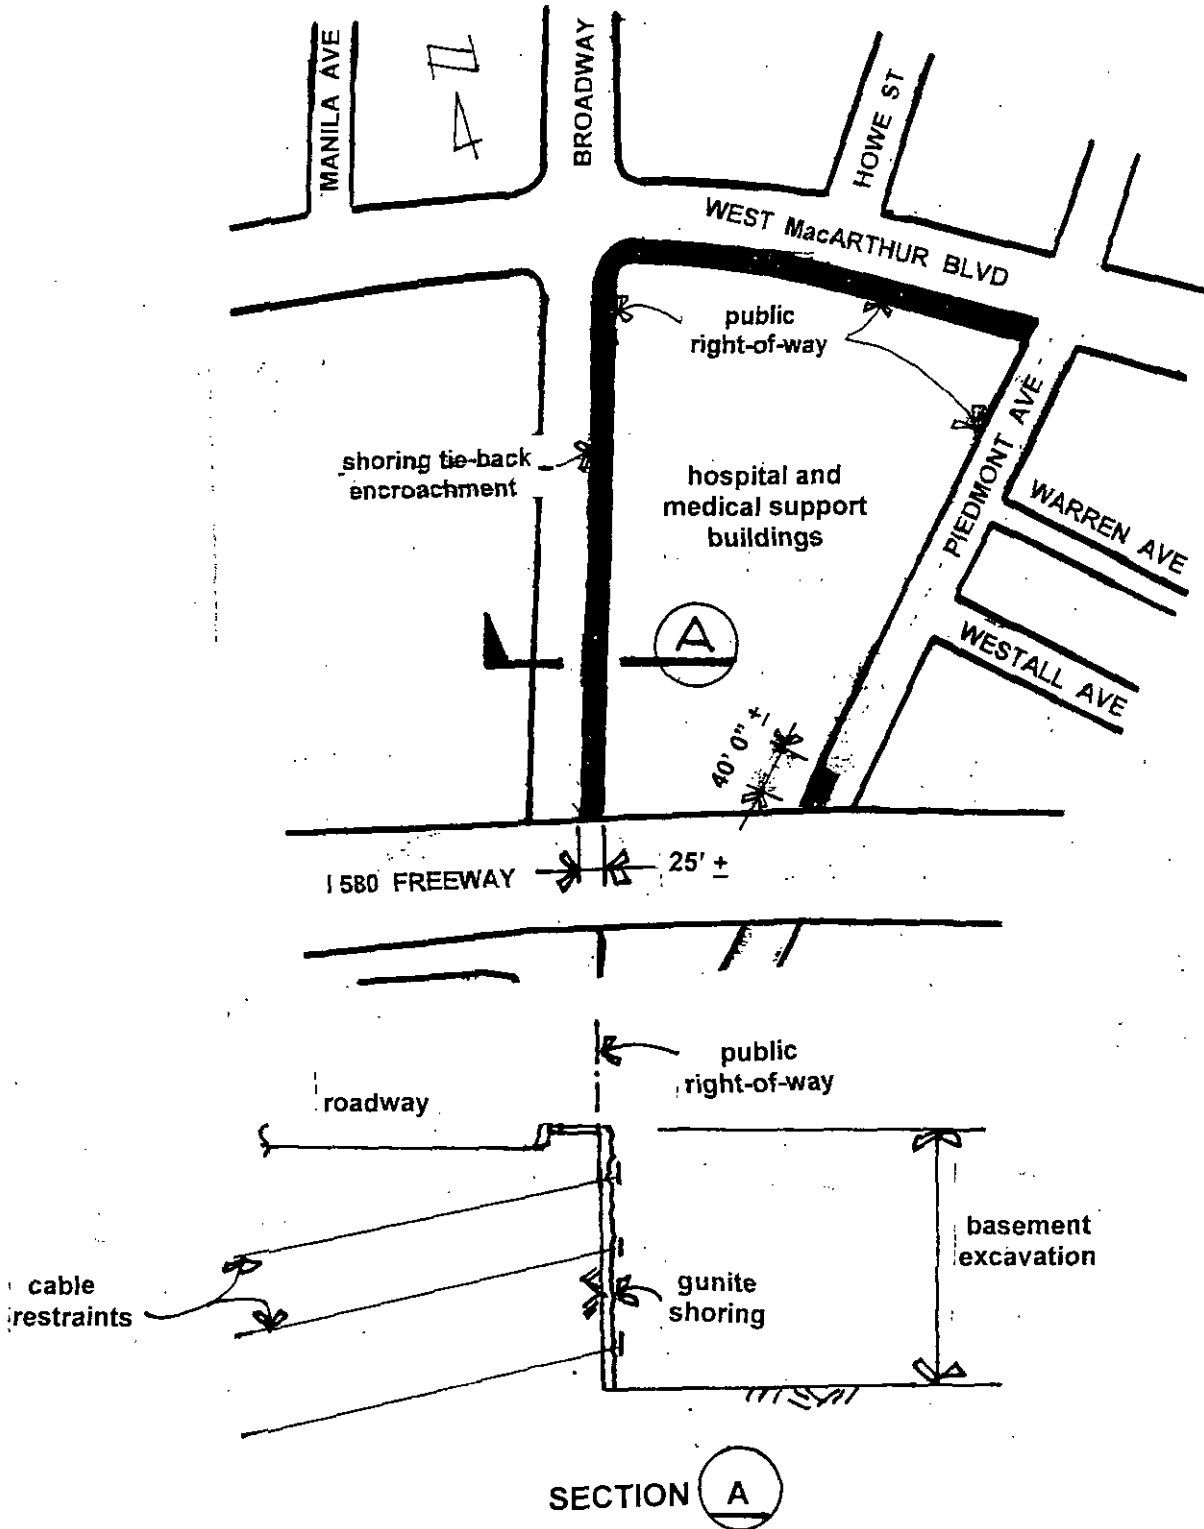 MANILA AVE
BROADWAY
HOWE ST
WEST MacARTHUR BLVD
public
right-of-way
PIEDMONT AVE
shoring tie-back
encroachment
hospital and
medical support
buildings
WARREN AVE
WESTALL AVE
A
40' 0" +-
25' ±
I 580 FREEWAY
public
right-of-way
roadway
basement
excavation
cable
restraints
gunite
shoring
SECTION A